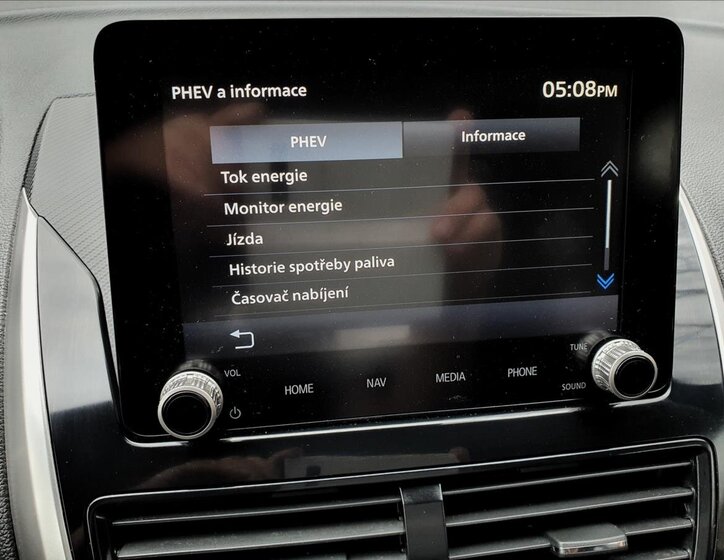 PHEV a informace 05:08PM
PHEV Informace
Tok energie
Monitor energie
Jízda
Historie spotřeby paliva
Časovač nabíjení
VOL TUNE
HOME NAV MEDIA PHONE
SOUND